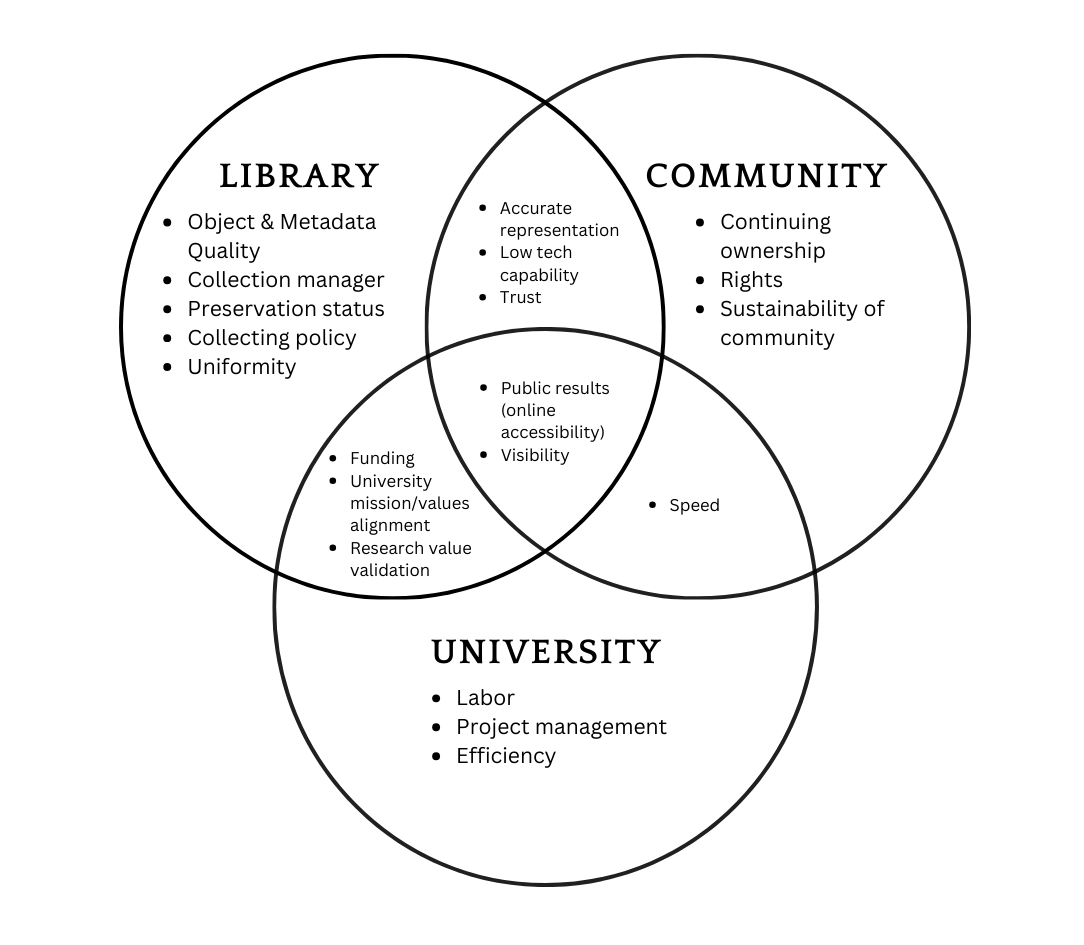 LIBRARY
• Object & Metadata
Quality
• Collection manager
• Preservation status
• Collecting policy
• Uniformity
• Accurate
representation
• Low tech
capability
• Trust
COMMUNITY
• Continuing
ownership
• Rights
• Sustainability of
community
• Public results
(online
accessibility)
• Visibility
• Funding
• University
mission/values
alignment
• Research value
validation
• Speed
UNIVERSITY
• Labor
• Project management
• Efficiency